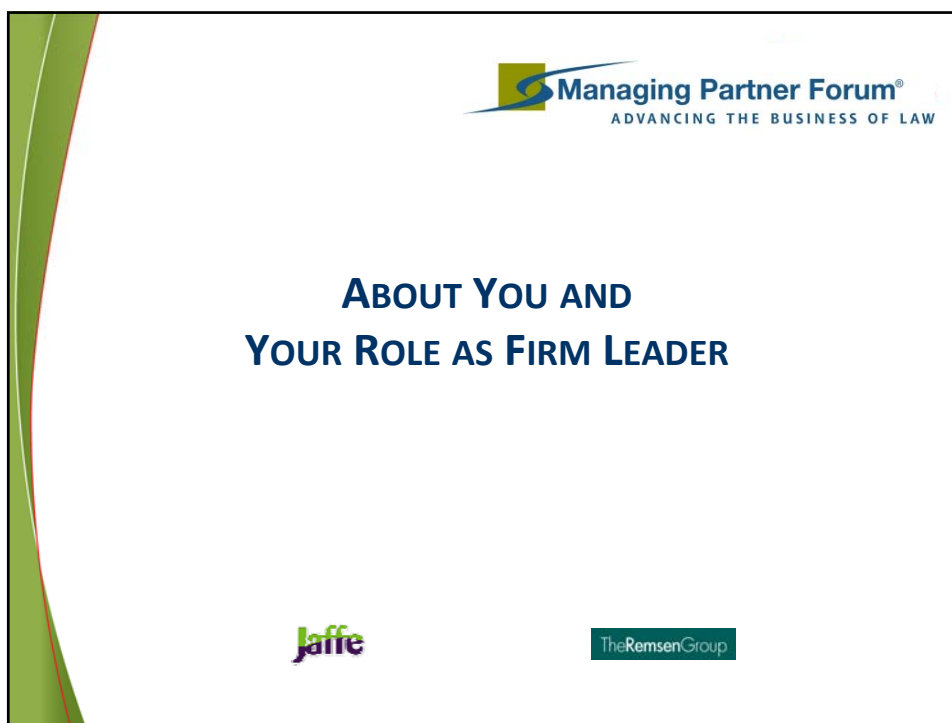 Managing Partner Forum®
ADVANCING THE BUSINESS OF LAW
ABOUT YOU AND
YOUR ROLE AS FIRM LEADER
Jaffe
TheRemsenGroup